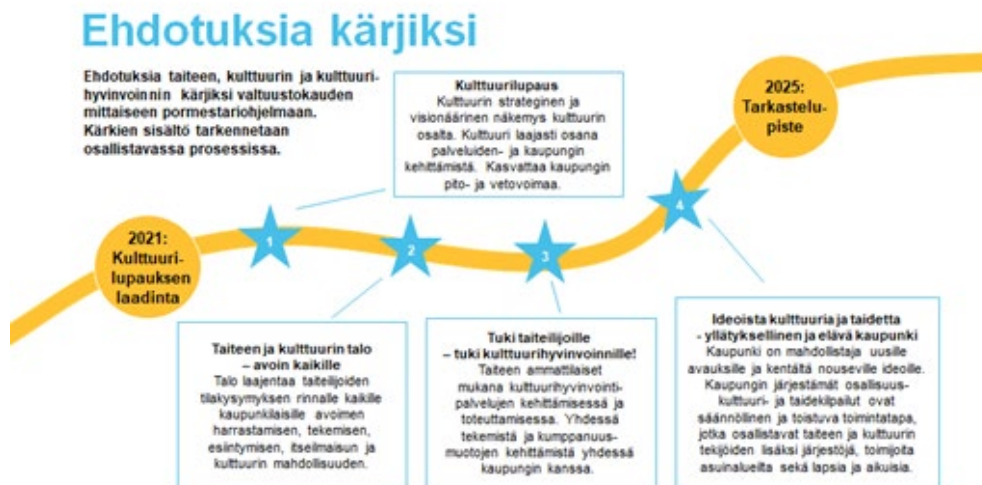 Ehdotuksia kärjiksi
Ehdotuksia taiteen, kulttuurin ja kulttuuri-
hyvinvoinnin kärjiksi valtuustokauden
mittaiseen pormestariohjelmaan.
Kärkien sisältö tarkennetaan
osallistavassa prosessissa.
Kulttuurilupaus
Kulttuurin strateginen ja
visionäärinen näkemys kulttuurin
osalta. Kulttuuri laajasti osana
palveluiden- ja kaupungin
kehittämistä. Kasvattaa kaupungin
pito- ja vetovoimaa.
2025:
Tarkastelu-
piste
2021:
Kulttuuri-
lupauksen
laadinta
1
2
3
4
Taiteen ja kulttuurin talo
– avoin kaikille
Talo laajentaa taiteilijoiden
tilakysymyksen rinnalle kaikille
kaupunkilaisille avoimen
harrastamisen, tekemisen,
esiintymisen, itseilmaisun ja
kulttuurin mahdollisuuden.
Tuki taiteilijoille
– tuki kulttuurihyvinvoinnille!
Taiteen ammattilaiset
mukana kulttuurihyvinvointi-
palvelujen kehittämisessä ja
toteuttamisessa. Yhdessä
tekemistä ja kumppanuus-
muotojen kehittämistä yhdessä
kaupungin kanssa.
Ideoista kulttuuria ja taidetta
- yllätyksellinen ja elävä kaupunki
Kaupunki on mahdollistaja uusille
avauksille ja kentältä nouseville ideoille.
Kaupungin järjestämät osallisuus-
kulttuuri- ja taidekilpailut ovat
säännöllinen ja toistuva toimintatapa,
jotka osallistavat taiteen ja kulttuurin
tekijöiden lisäksi järjestöjä, toimijoita
asuinalueilta sekä lapsia ja aikuisia.